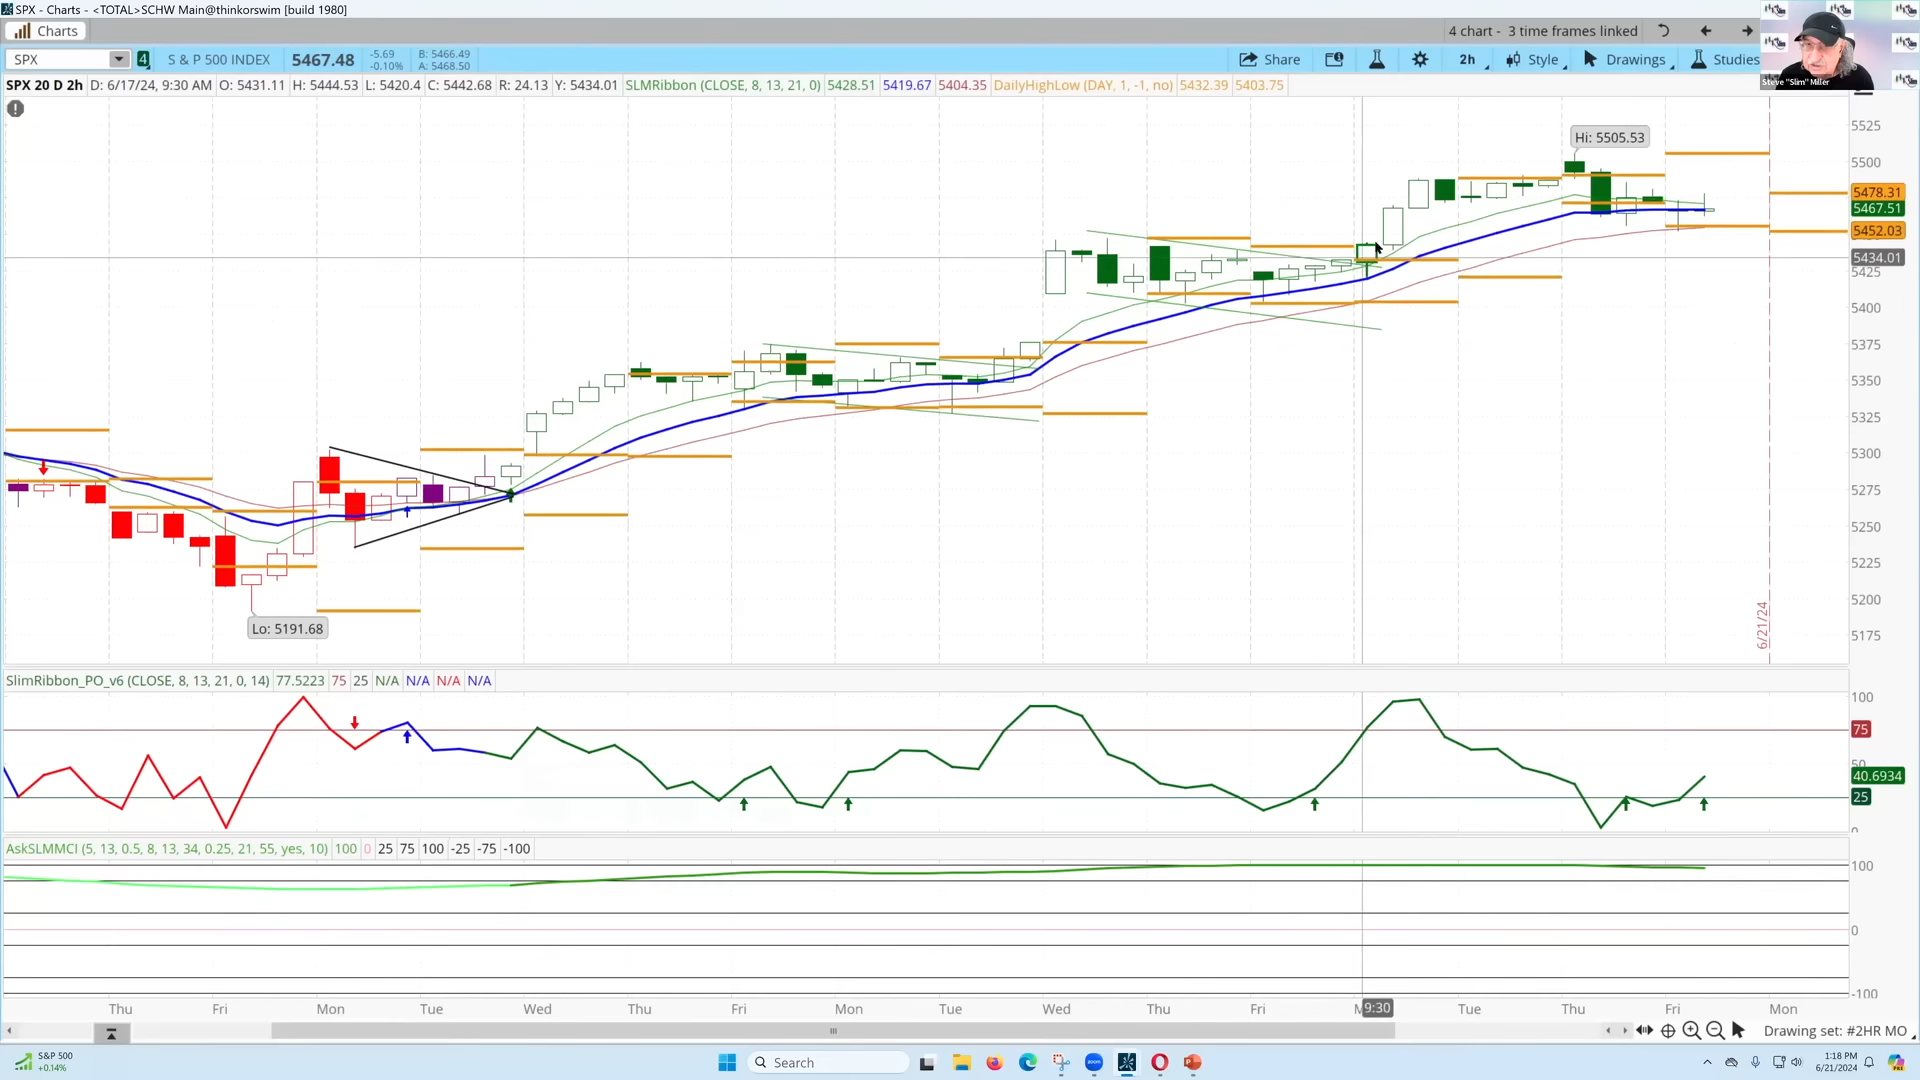 SPX - Charts - <TOTAL>SCHW Main@thinkorswim [build 1980]
Charts
4 chart - 3 time frames linked
SPX
4
S & P 500 INDEX
5467.48
-5.69
-0.10%
B: 5466.49
A: 5468.50
Share
2h
Style
Drawings
Studies
Steve "Slim" Miller
SPX 20 D 2h
D: 6/17/24, 9:30 AM
O: 5431.11
H: 5444.53
L: 5420.4
C: 5442.68
R: 24.13
Y: 5434.01
SLMRibbon (CLOSE, 8, 13, 21, 0)
5428.51
5419.67
5404.35
DailyHighLow (DAY, 1, -1, no)
5432.39
5403.75
Hi: 5505.53
Lo: 5191.68
5525
5500
5478.31
5467.51
5452.03
5434.01
5425
5400
5375
5350
5325
5300
5275
5250
5225
5200
5175
6/21/24
SlimRibbon_PO_v6 (CLOSE, 8, 13, 21, 0, 14)
77.5223
75
25
N/A
N/A
N/A
N/A
100
75
50
40.6934
25
0
AskSLMMCI (5, 13, 0.5, 8, 13, 34, 0.25, 21, 55, yes, 10)
100
0
25
75
100
-25
-75
-100
100
0
-100
Thu
Fri
Mon
Tue
Wed
Thu
Fri
Mon
Tue
Wed
Thu
Fri
M
9:30
Tue
Thu
Fri
Mon
Drawing set: #2HR MO
S&P 500
+0.14%
Search
zoom
1:18 PM
6/21/2024
PRE